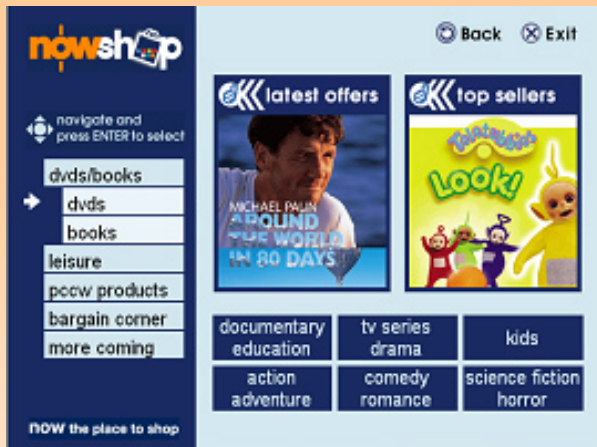 nowshop
Back
Exit
navigate and
press ENTER to select
dvds/books
dvds
books
leisure
pccw products
bargain corner
more coming
now the place to shop
latest offers
MICHAEL PALIN
AROUND
THE WORLD
IN 80 DAYS
top sellers
Teletubbies
LOOK!
documentary
education
tv series
drama
kids
action
adventure
comedy
romance
science fiction
horror